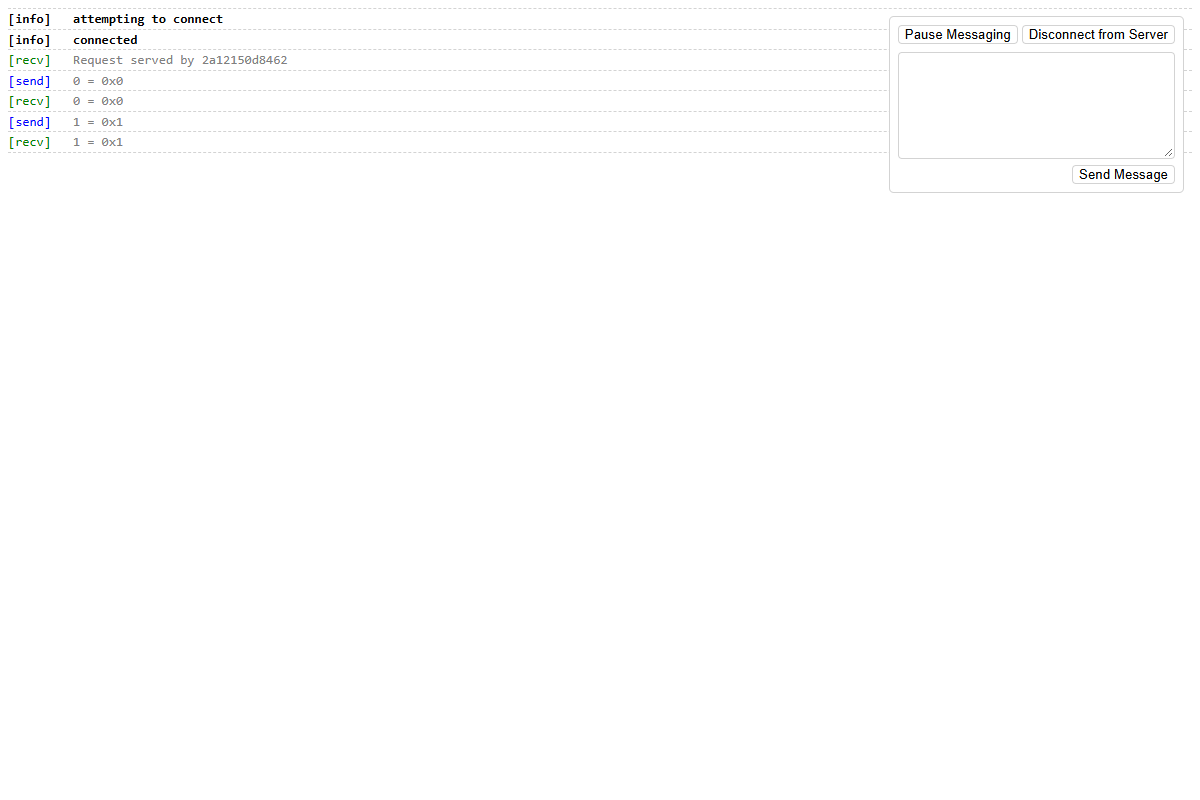 [info] attempting to connect
[info] connected
[recv] Request served by 2a12150d8462
[send] 0 = 0x0
[recv] 0 = 0x0
[send] 1 = 0x1
[recv] 1 = 0x1
Pause Messaging Disconnect from Server
Send Message